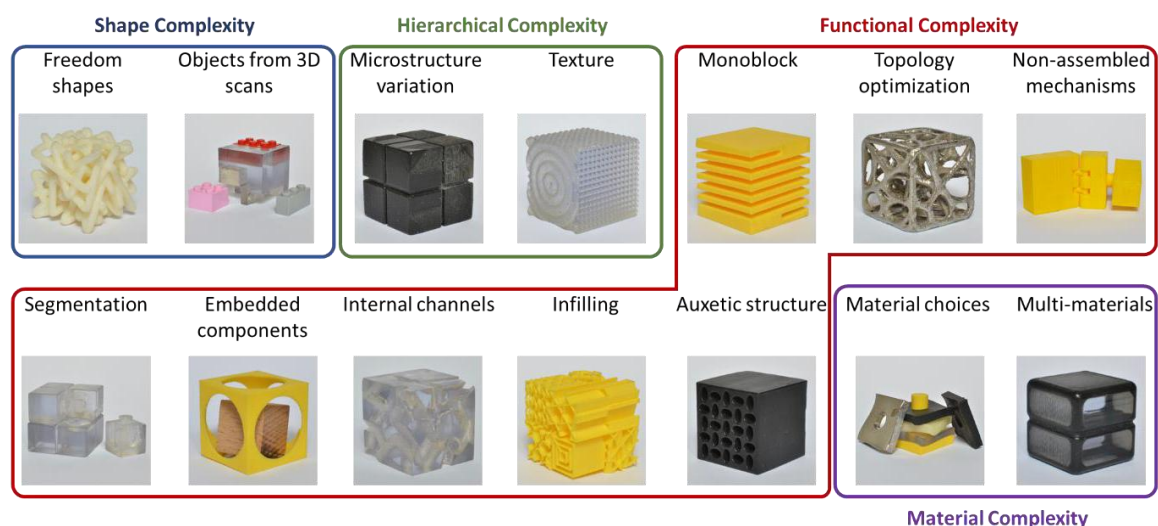 Shape Complexity
Hierarchical Complexity
Functional Complexity
Freedom
shapes
Objects from 3D
scans
Microstructure
variation
Texture
Monoblock
Topology
optimization
Non-assembled
mechanisms
Segmentation
Embedded
components
Internal channels
Infilling
Auxetic structure
Material choices
Multi-materials
Material Complexity